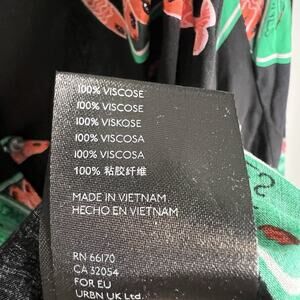 100% VISCOSE
100% VISCOSE
100% VISKOSE
100% VISCOSA
100% VISCOSA
100% 粘胶纤维
MADE IN VIETNAM
HECHO EN VIETNAM
RN 66170
CA 32054
FOR EU
URBN UK Ltd.